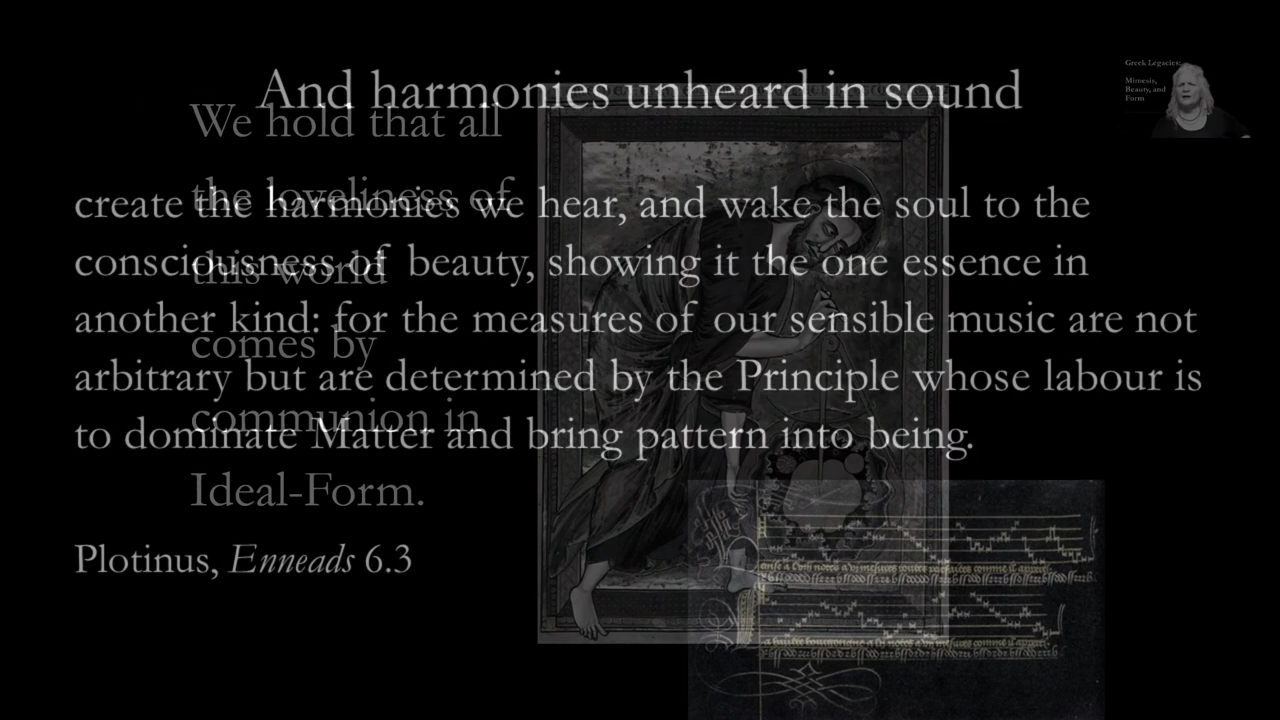 And harmonies unheard in sound
create the harmonies we hear, and wake the soul to the
consciousness of beauty, showing it the one essence in
another kind: for the measures of our sensible music are not
arbitrary but are determined by the Principle whose labour is
to dominate Matter and bring pattern into being.
Plotinus, Enneads 6.3
We hold that all
the loveliness of
this world
comes by
communion in
Ideal-Form.
Greek Legacies:
Mimesis,
Beauty, and
Form